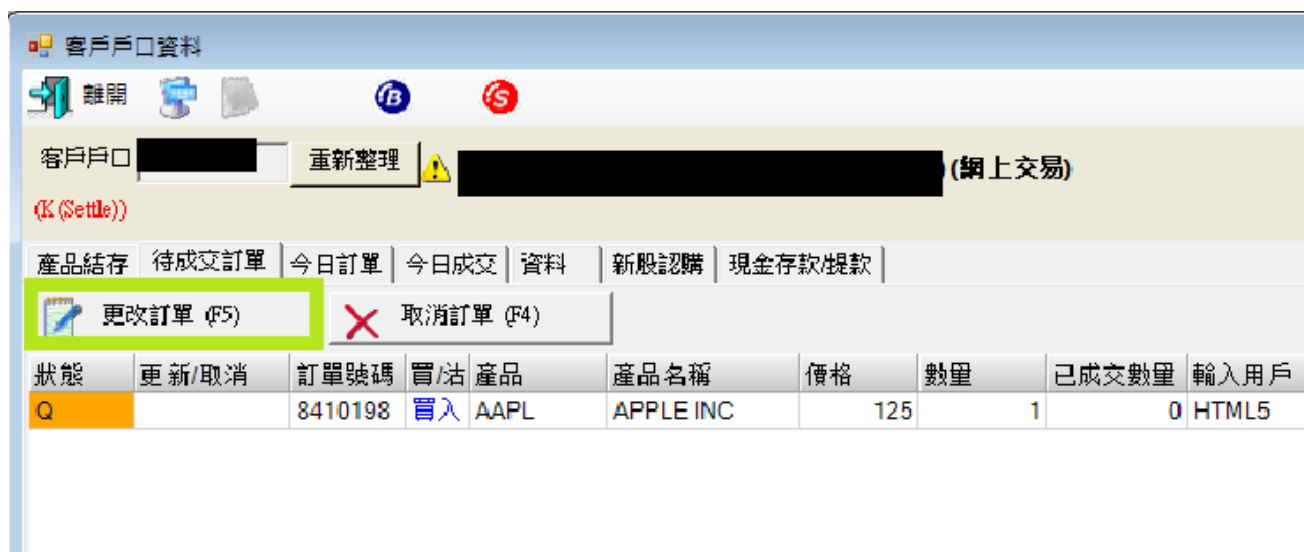 客戶戶口資料
離開 B S
客戶戶口 重新整理 (網上交易)
(K (Settle))
產品結存 待成交訂單 今日訂單 今日成交 資料 新股認購 現金存款/提款
更改訂單 (F5) 取消訂單 (F4)
狀態 更新/取消 訂單號碼 買/沽 產品 產品名稱 價格 數量 已成交數量 輸入用戶
Q 8410198 買入 AAPL APPLE INC 125 1 0 HTML5